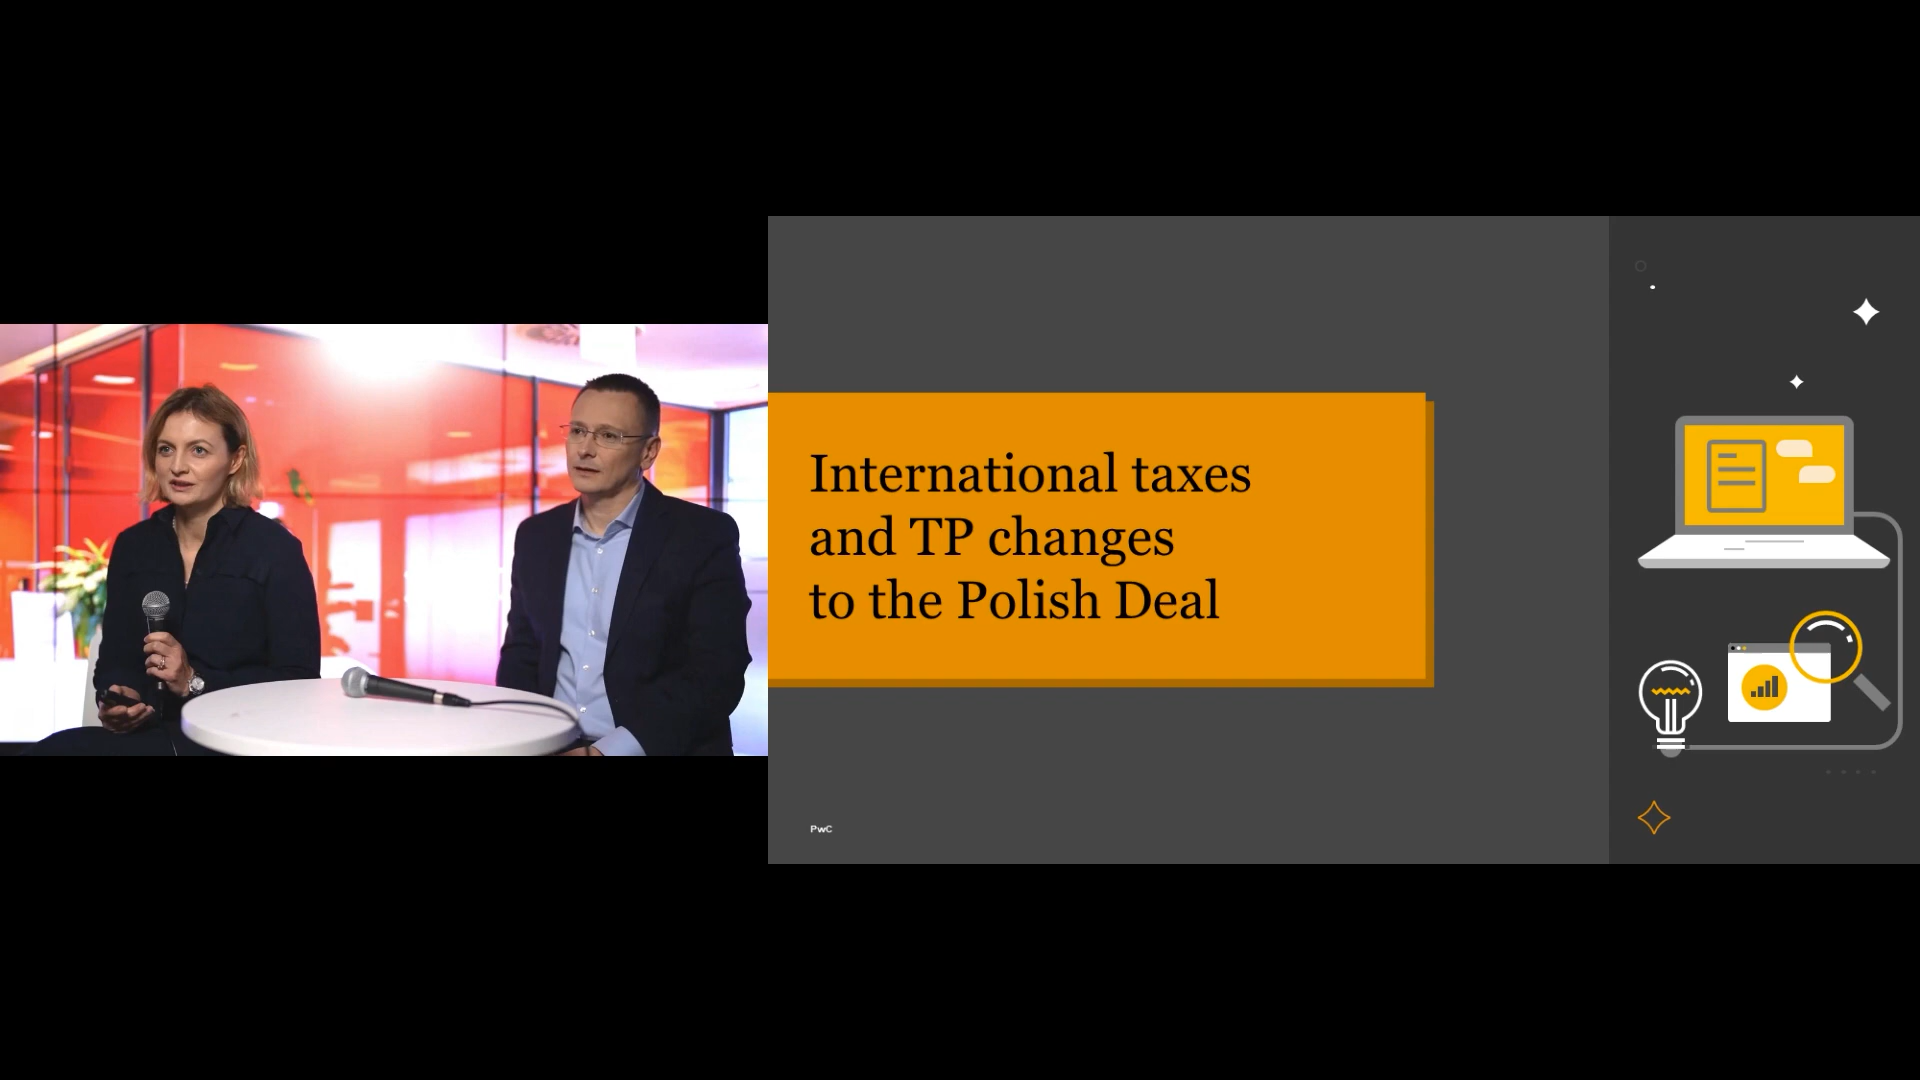 International taxes
and TP changes
to the Polish Deal
PwC